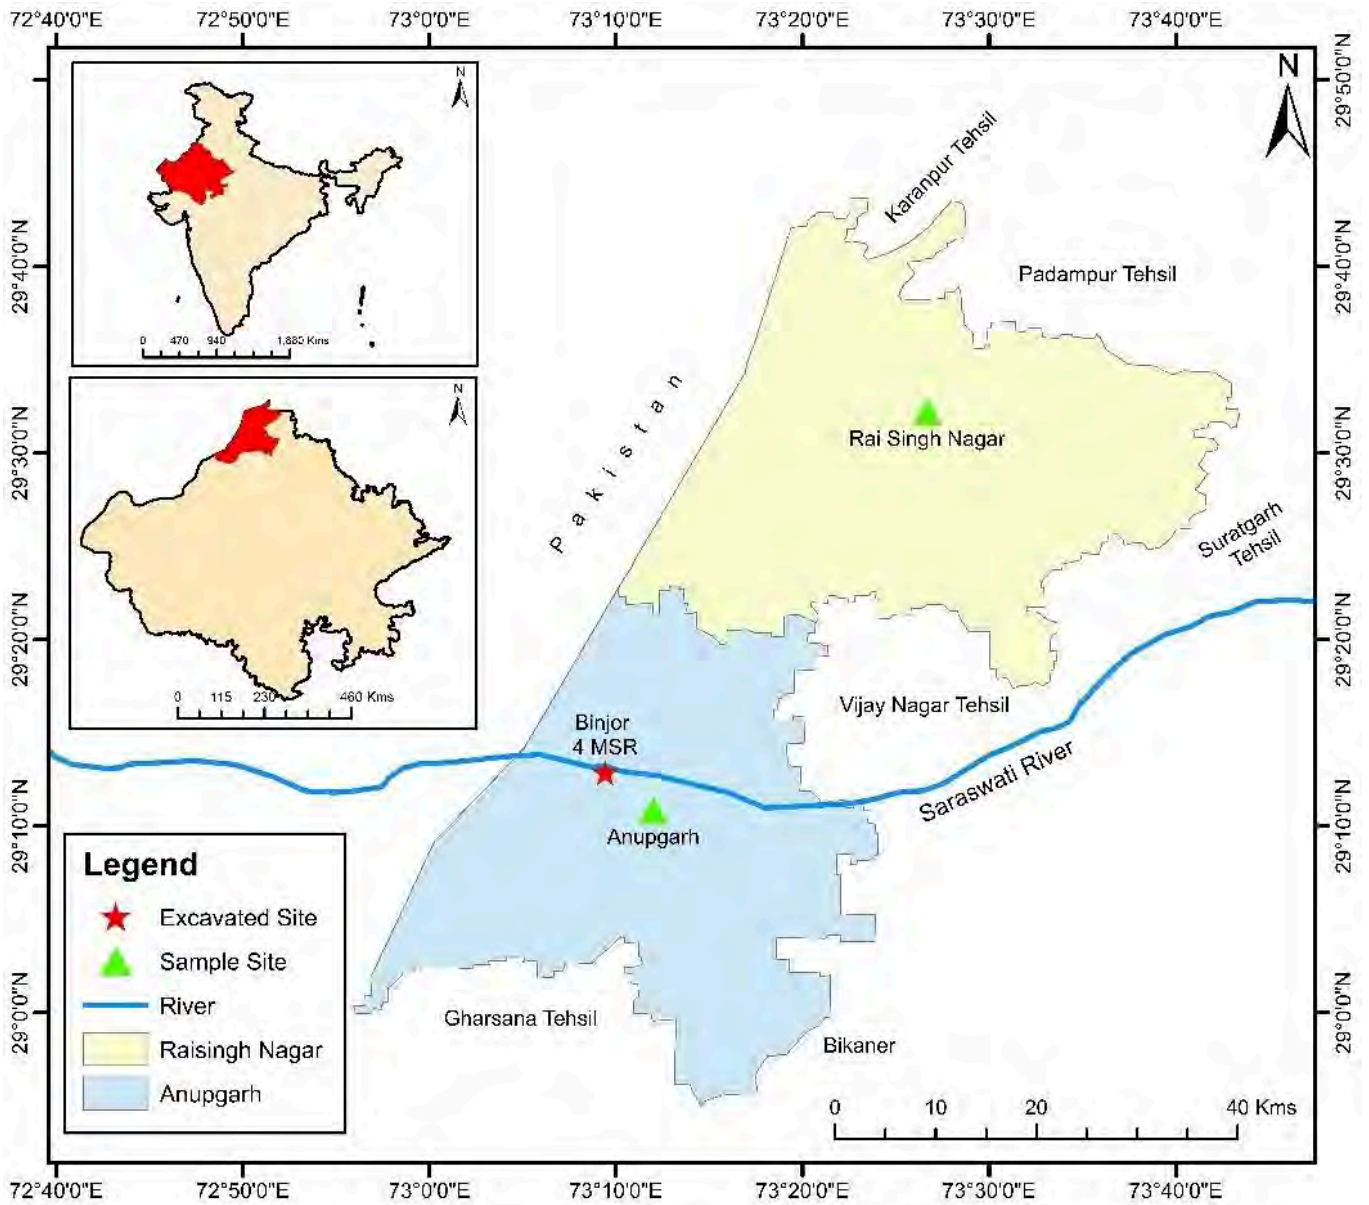 72°40'0"E 72°50'0"E 73°0'0"E 73°10'0"E 73°20'0"E 73°30'0"E 73°40'0"E
29°50'0"N
29°40'0"N
29°30'0"N
29°20'0"N
29°10'0"N
29°0'0"N
N
0 470 940 1,880 Kms
N
0 115 230 460 Kms
N
Karanpur Tehsil
Padampur Tehsil
Pakistan
Rai Singh Nagar
Suratgarh
Tehsil
Vijay Nagar Tehsil
Binjor
4 MSR
Saraswati River
Anupgarh
Gharsana Tehsil
Bikaner
Legend
Excavated Site
Sample Site
River
Raisingh Nagar
Anupgarh
0 10 20 40 Kms
29°40'0"N
29°30'0"N
29°20'0"N
29°10'0"N
29°0'0"N
72°40'0"E 72°50'0"E 73°0'0"E 73°10'0"E 73°20'0"E 73°30'0"E 73°40'0"E